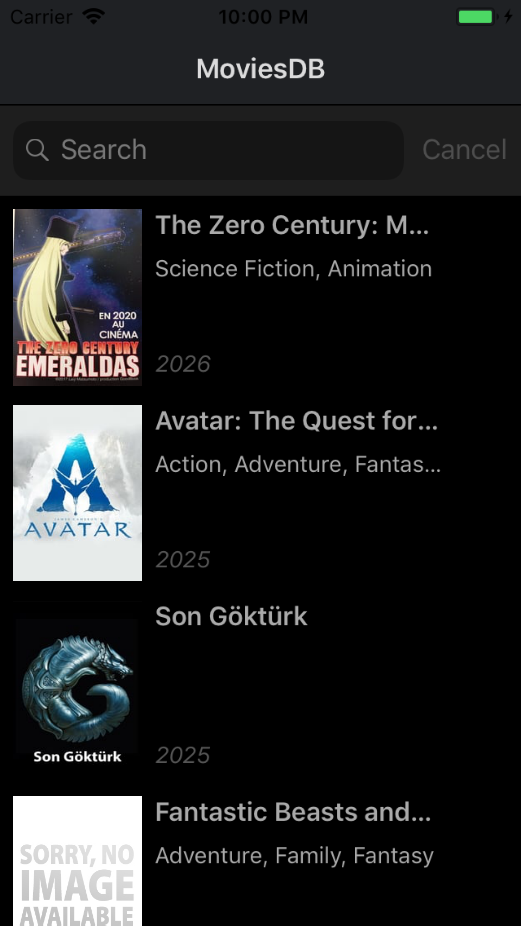 Carrier 10:00 PM
MoviesDB
Search Cancel
The Zero Century: M...
Science Fiction, Animation
2026
EN 2020
AU
CINÉMA
THE ZERO CENTURY
EMERALDAS
Avatar: The Quest for...
Action, Adventure, Fantas...
2025
AVATAR
Son Göktürk
2025
Son Göktürk
Fantastic Beasts and...
Adventure, Family, Fantasy
SORRY, NO
IMAGE
AVAILABLE